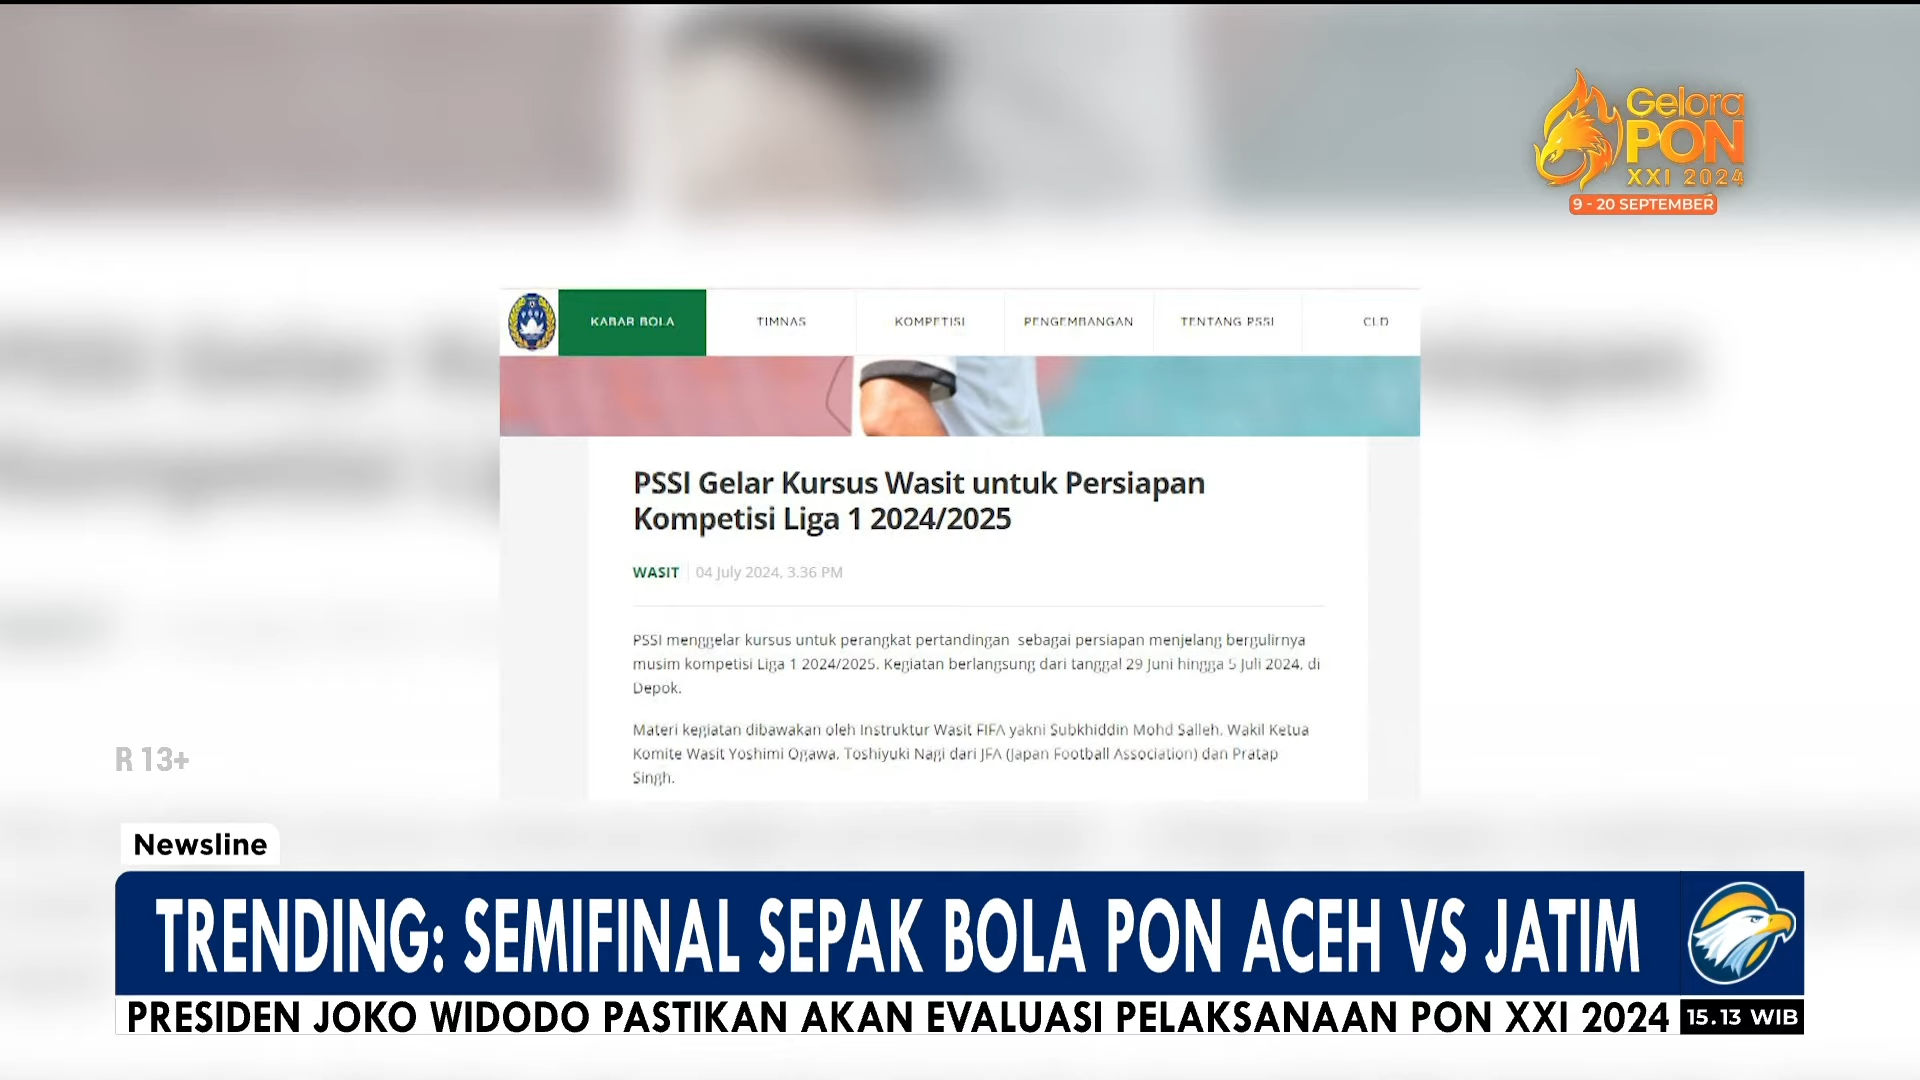 Gelora
PON
XXI 2024
9 - 20 SEPTEMBER
KABAR BOLA
TIMNAS
KOMPETISI
PENGEMBANGAN
TENTANG PSSI
CLD
PSSI Gelar Kursus Wasit untuk Persiapan
Kompetisi Liga 1 2024/2025
WASIT 04 July 2024, 3.36 PM
PSSI menggelar kursus untuk perangkat pertandingan sebagai persiapan menjelang bergulirnya
musim kompetisi Liga 1 2024/2025. Kegiatan berlangsung dari tanggal 29 Juni hingga 5 Juli 2024, di
Depok.
Materi kegiatan dibawakan oleh Instruktur Wasit FIFA yakni Subkhiddin Mohd Salleh, Wakil Ketua
Komite Wasit Yoshimi Ogawa, Toshiyuki Nagi dari JFA (Japan Football Association) dan Pratap
Singh.
R 13+
Newsline
TRENDING: SEMIFINAL SEPAK BOLA PON ACEH VS JATIM
PRESIDEN JOKO WIDODO PASTIKAN AKAN EVALUASI PELAKSANAAN PON XXI 2024
15.13 WIB